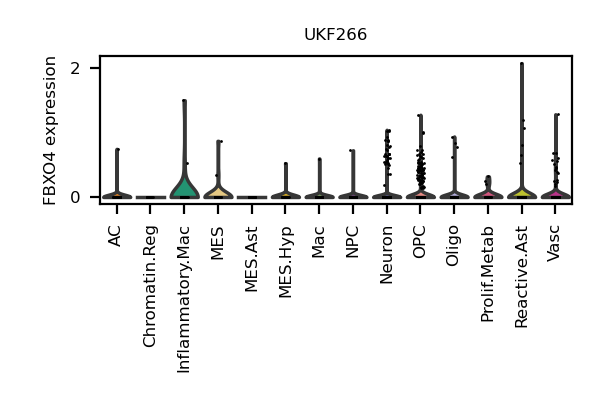 UKF266
FBXO4 expression
2
0
AC
Chromatin.Reg
Inflammatory.Mac
MES
MES.Ast
MES.Hyp
Mac
NPC
Neuron
OPC
Oligo
Prolif.Metab
Reactive.Ast
Vasc